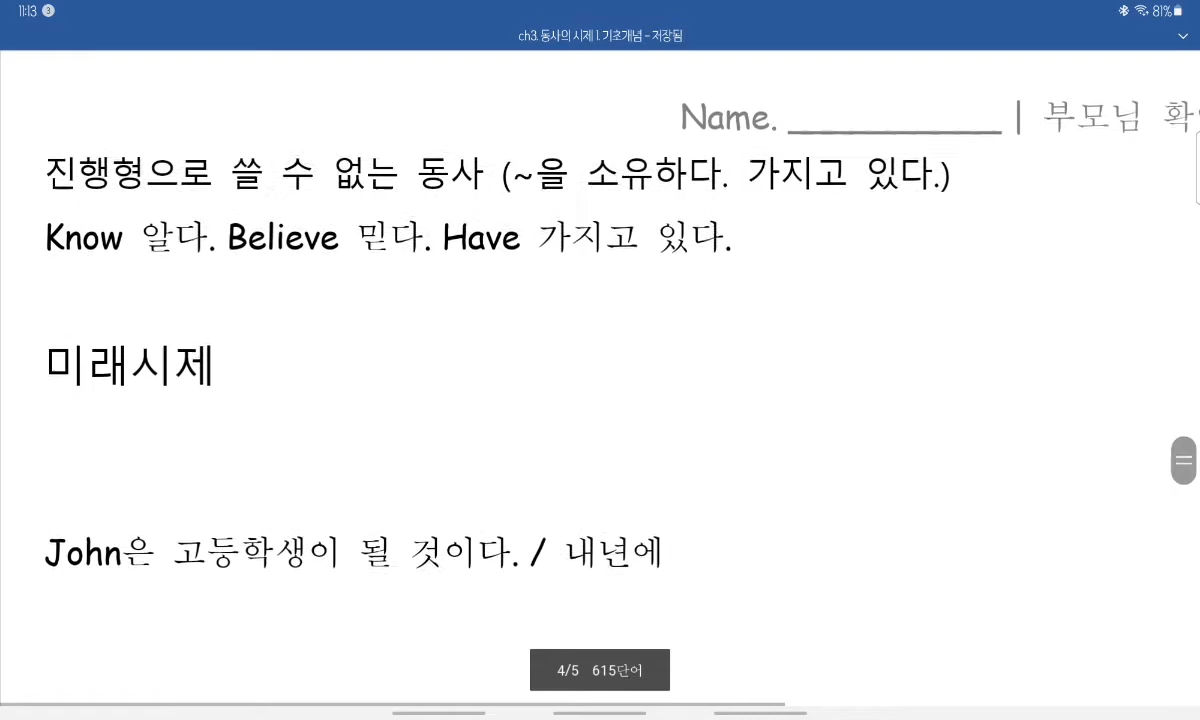 11:13 3 81%
ch3. 동사의 시제 1. 기초개념 - 저장됨
Name. ____________ | 부모님
진행형으로 쓸 수 없는 동사 (~을 소유하다. 가지고 있다.)
Know 알다. Believe 믿다. Have 가지고 있다.
미래시제
John은 고등학생이 될 것이다. / 내년에
4/5 615단어